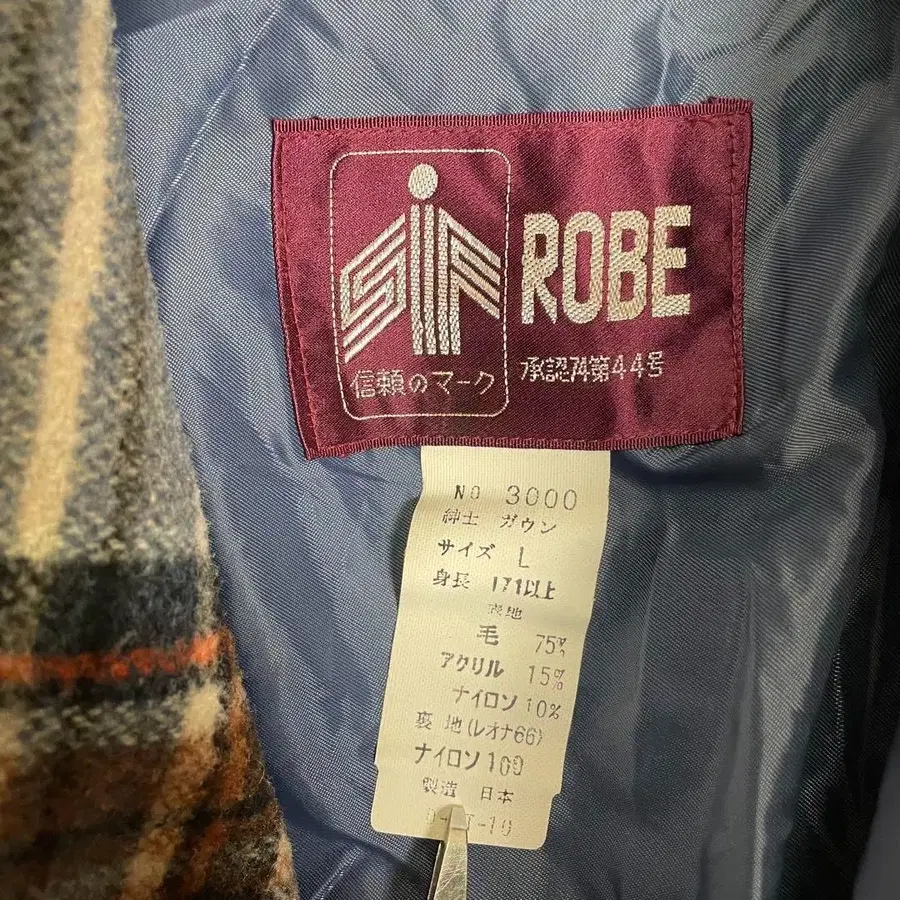 SIF
ROBE
信頼のマーク
承認74第44号
NO 3000
紳士 ガウン
サイズ L
身長 171以上
表地
毛 75%
アクリル 15%
ナイロン 10%
裏地(レオナ66)
ナイロン 100
製造 日本